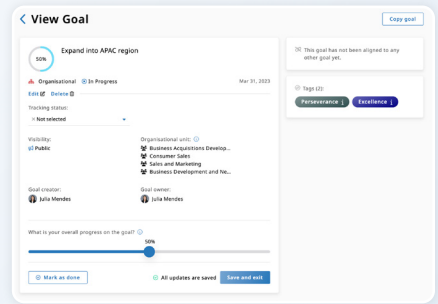 View Goal
Copy goal
50%
Expand into APAC region
Organisational In Progress
Mar 31, 2023
Edit Delete
Tracking status:
× Not selected
Visibility:
Public
Organisational unit:
Business Acquisitions Develop...
Consumer Sales
Sales and Marketing
Business Development and Ne...
Goal creator:
Julia Mendes
Goal owner:
Julia Mendes
What is your overall progress on the goal?
50%
Mark as done
All updates are saved
Save and exit
This goal has not been aligned to any
other goal yet.
Tags (2):
Perseverance
Excellence